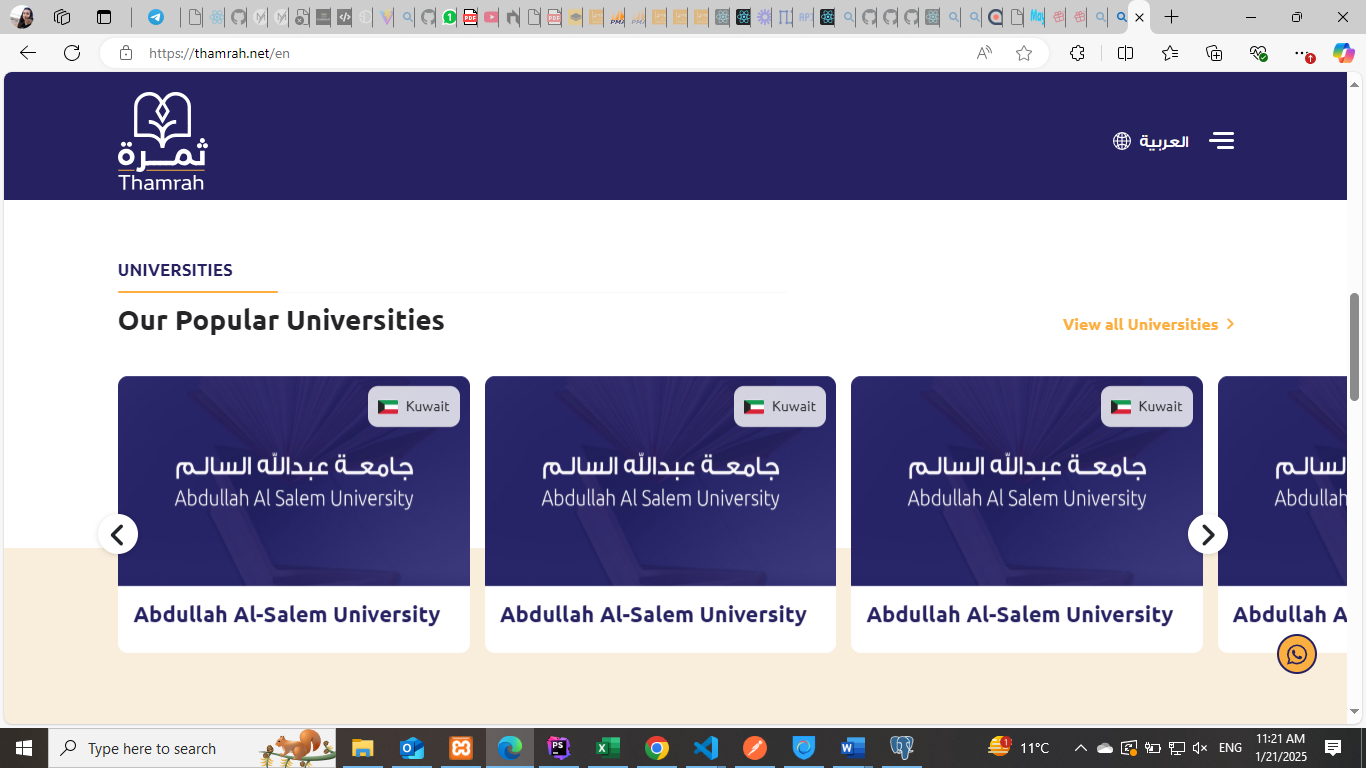 https://thamrah.net/en
ثمرة
Thamrah
العربية
UNIVERSITIES
Our Popular Universities
View all Universities
Kuwait
Kuwait
Kuwait
جامعة عبدالله السالم
Abdullah Al Salem University
جامعة عبدالله السالم
Abdullah Al Salem University
جامعة عبدالله السالم
Abdullah Al Salem University
Abdullah Al-Salem University
Abdullah Al-Salem University
Abdullah Al-Salem University
Abdullah A
Type here to search
11°C
ENG
11:21 AM
1/21/2025